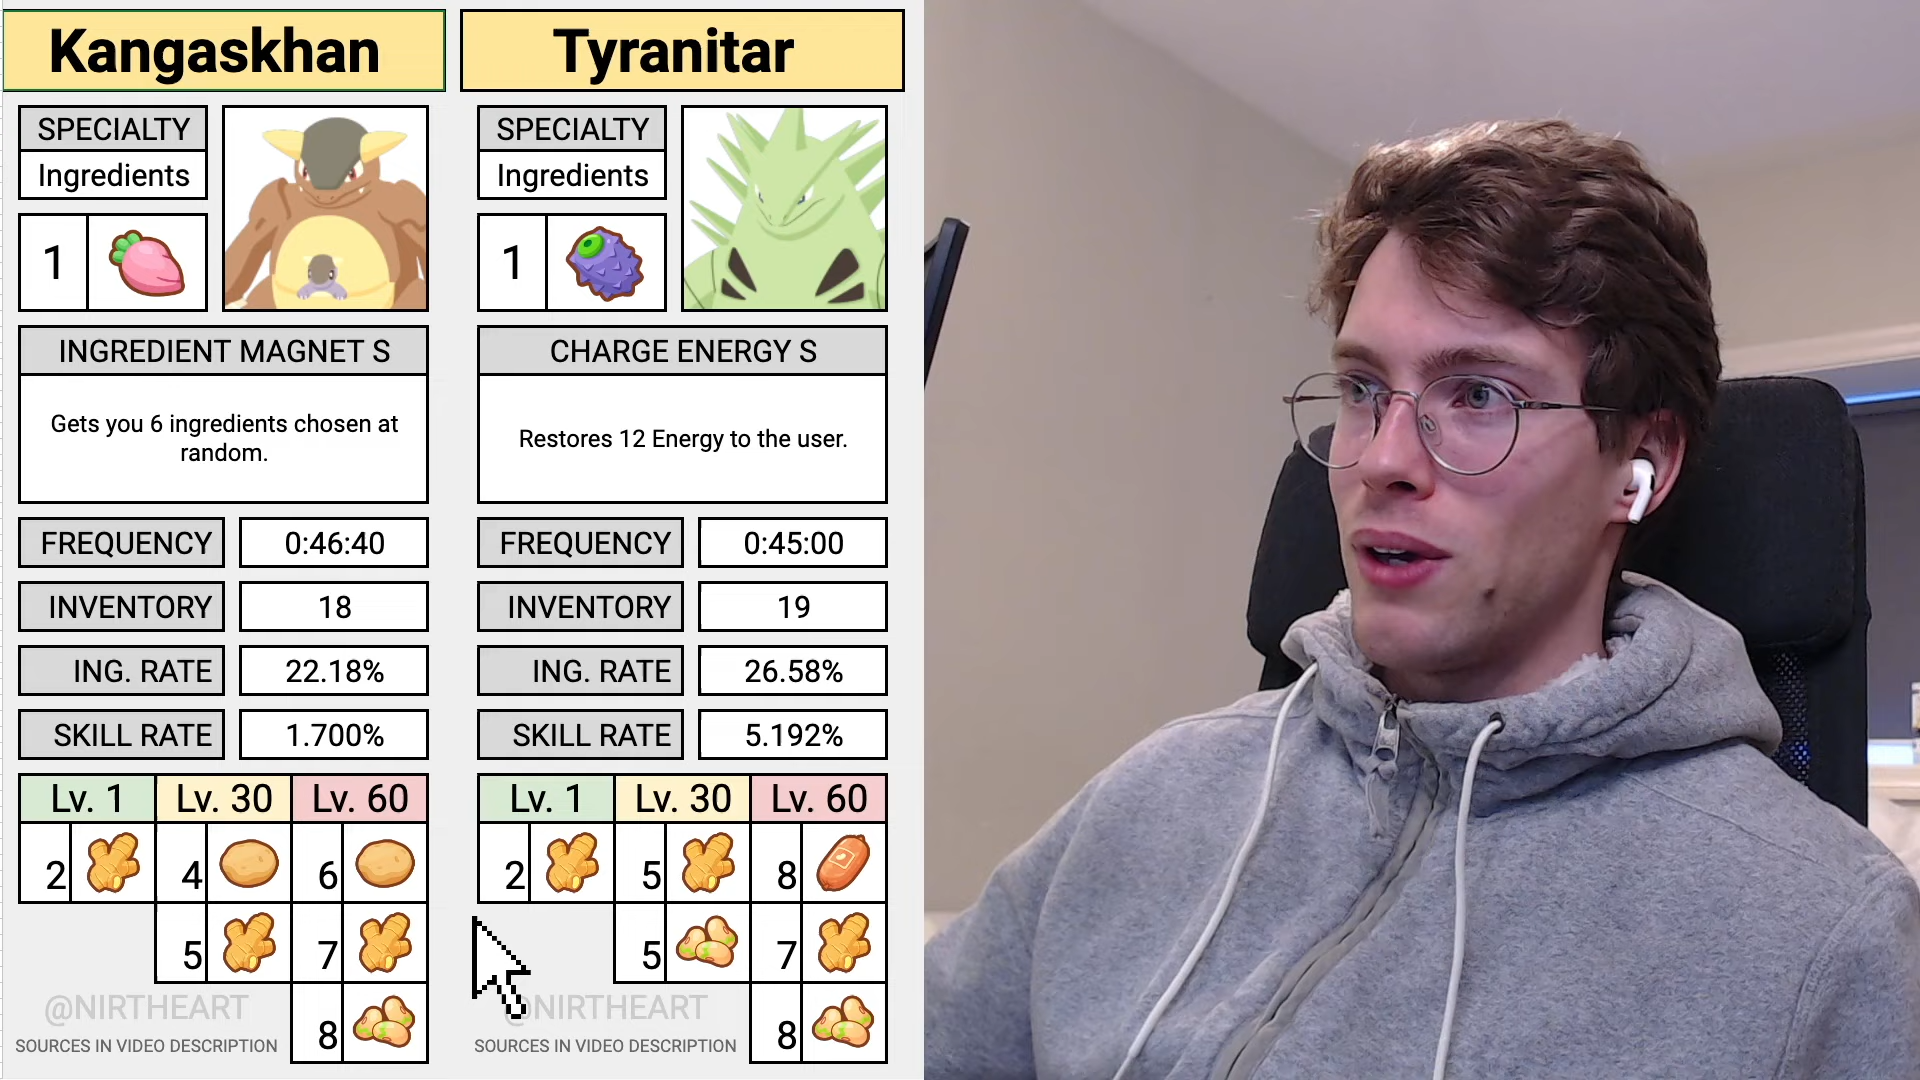 Kangaskhan
SPECIALTY
Ingredients
1
INGREDIENT MAGNET S
Gets you 6 ingredients chosen at
random.
FREQUENCY 0:46:40
INVENTORY 18
ING. RATE 22.18%
SKILL RATE 1.700%
Lv. 1 Lv. 30 Lv. 60
2 4 6
5 7
8
@NIRTHEART
SOURCES IN VIDEO DESCRIPTION
Tyranitar
SPECIALTY
Ingredients
1
CHARGE ENERGY S
Restores 12 Energy to the user.
FREQUENCY 0:45:00
INVENTORY 19
ING. RATE 26.58%
SKILL RATE 5.192%
Lv. 1 Lv. 30 Lv. 60
2 5 8
5 7
8
@NIRTHEART
SOURCES IN VIDEO DESCRIPTION